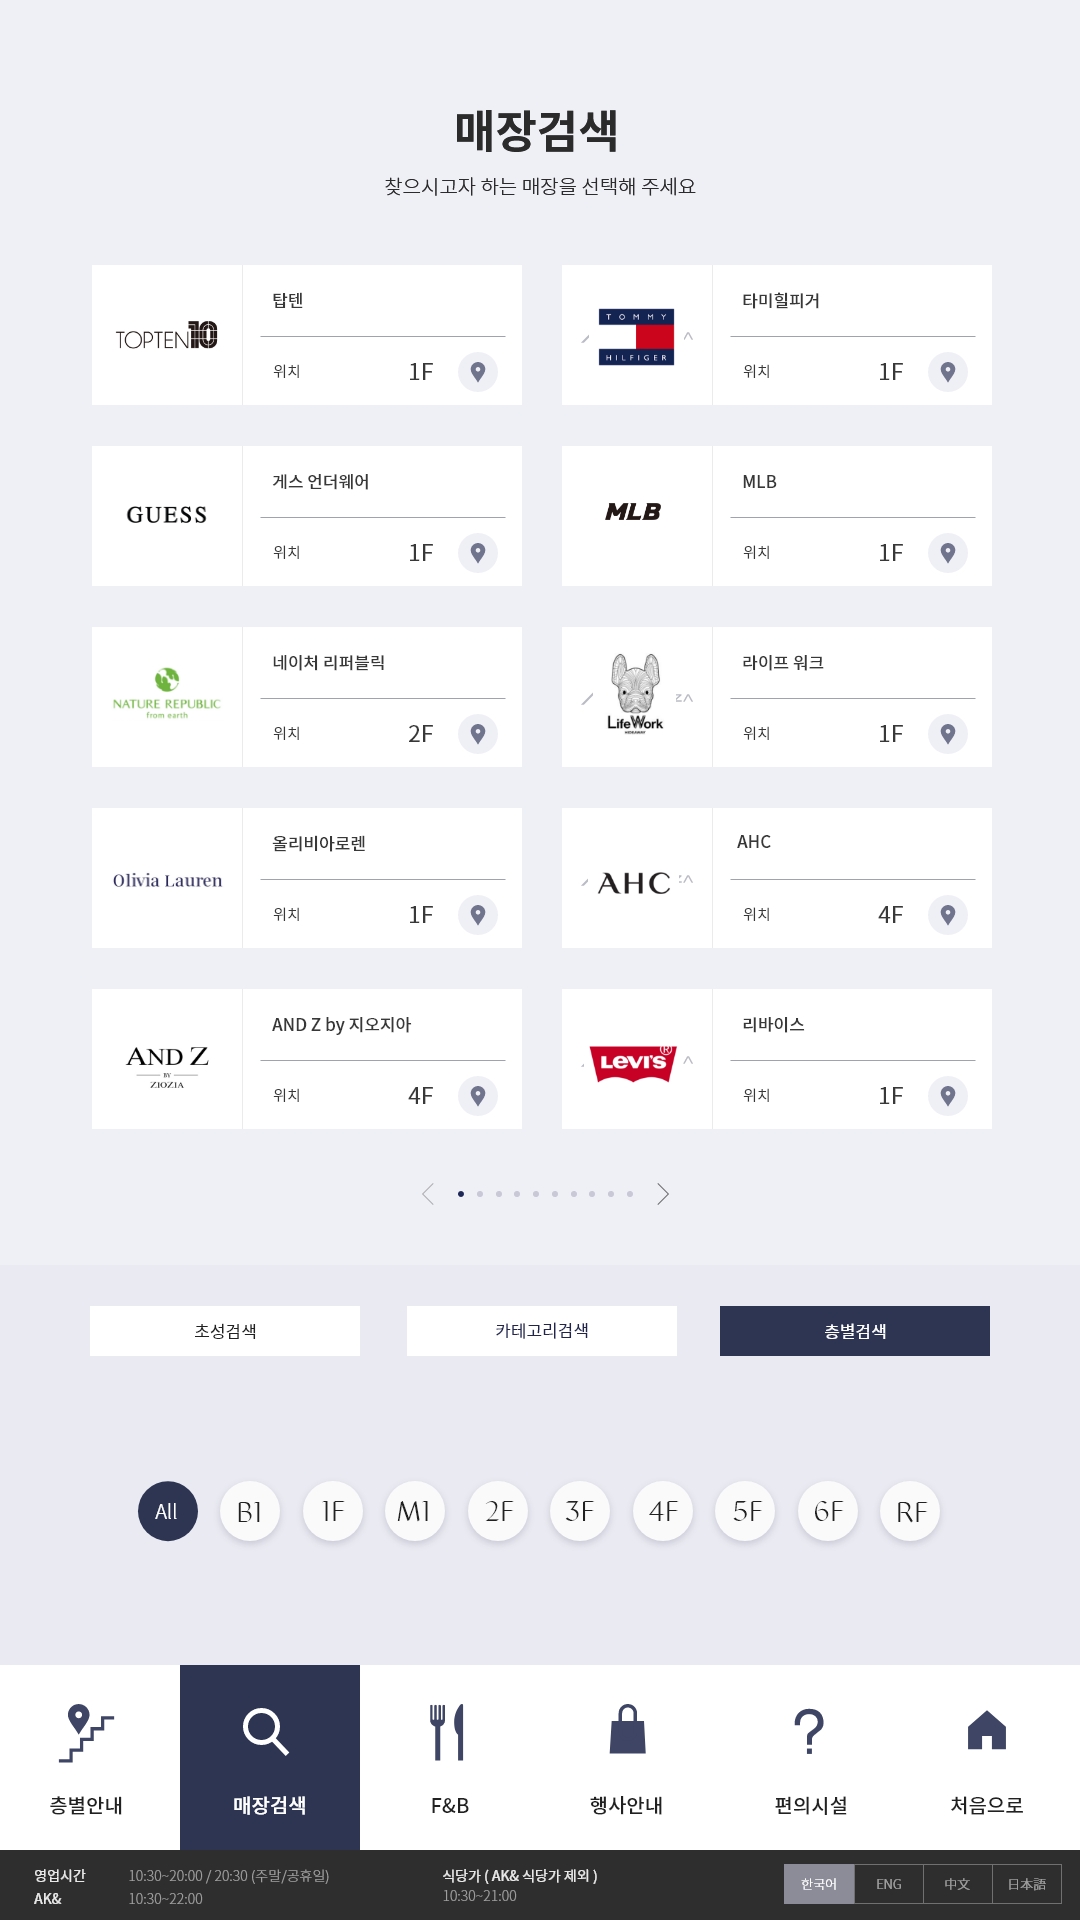 매장검색
찾으시고자 하는 매장을 선택해 주세요
TOPTEN10
탑텐
위치 1F
TOMMY
HILFIGER
타미힐피거
위치 1F
GUESS
게스 언더웨어
위치 1F
MLB
MLB
위치 1F
NATURE REPUBLIC
from earth
네이처 리퍼블릭
위치 2F
LifeWork
HIDEAWAY
라이프 워크
위치 1F
Olivia Lauren
올리비아로렌
위치 1F
AHC
AHC
위치 4F
AND Z
BY
ZIOZIA
AND Z by 지오지아
위치 4F
LEVI'S®
리바이스
위치 1F
초성검색 카테고리검색 층별검색
All B1 1F M1 2F 3F 4F 5F 6F RF
층별안내 매장검색 F&B 행사안내 편의시설 처음으로
영업시간 10:30~20:00 / 20:30 (주말/공휴일)
AK& 10:30~22:00
식당가 ( AK& 식당가 제외 )
10:30~21:00
한국어 ENG 中文 日本語